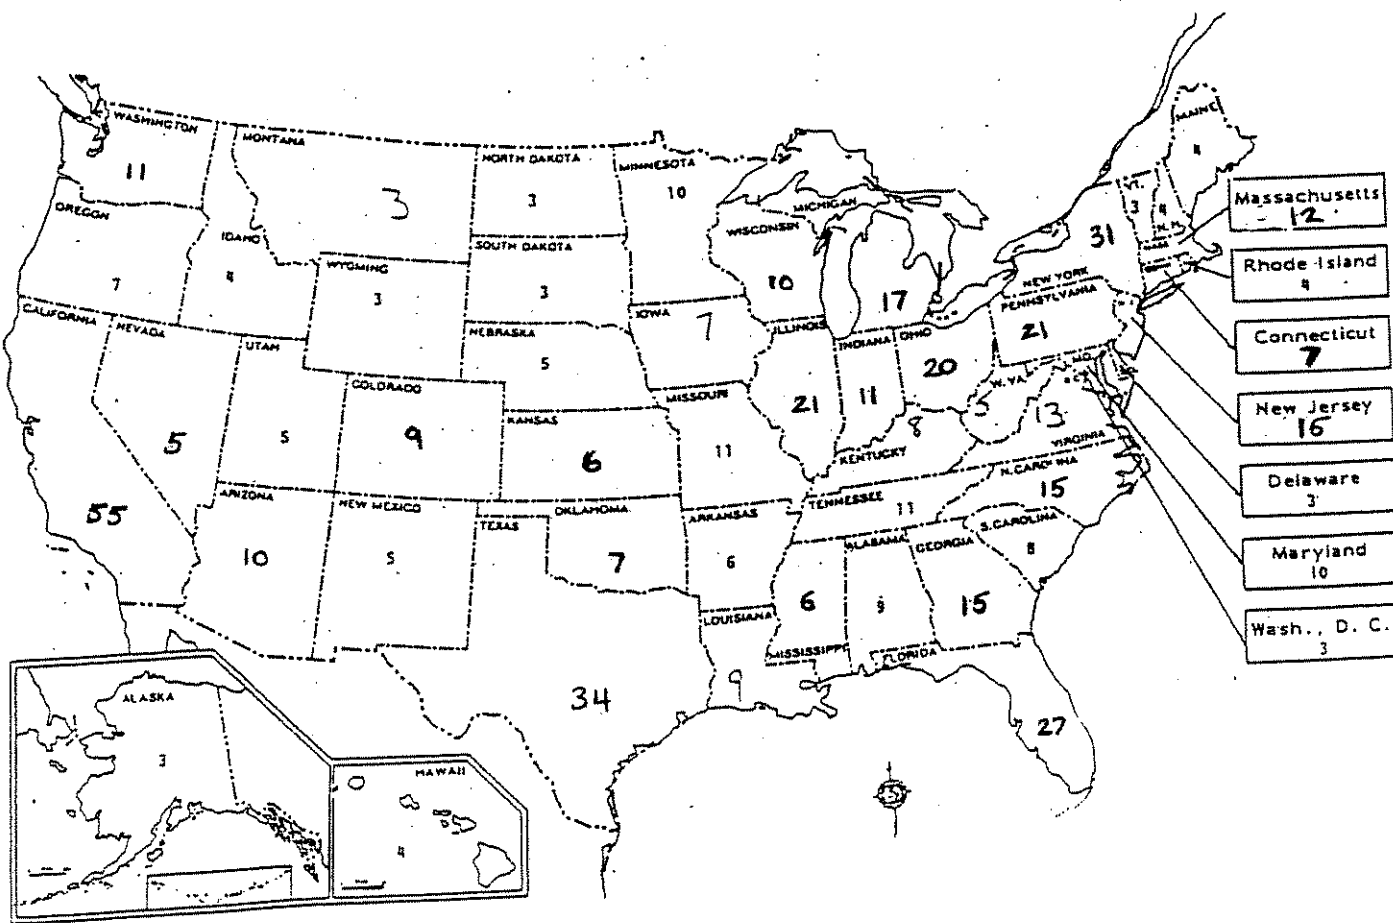 WASHINGTON
11
MONTANA
3
NORTH DAKOTA
3
MINNESOTA
10
MAINE
4
OREGON
7
IDAHO
4
WYOMING
3
SOUTH DAKOTA
3
WISCONSIN
10
MICHIGAN
17
NEW YORK
31
VT.
3
4
N.H.
Massachusetts
12
Rhode Island
4
Connecticut
7
New Jersey
Delaware
3
Maryland
10
Wash., D. C.
3
CALIFORNIA
55
NEVADA
5
UTAH
5
COLORADO
9
NEBRASKA
5
IOWA
7
ILLINOIS
21
INDIANA
11
OHIO
20
PENNSYLVANIA
21
W. VA.
5
MD.
VIRGINIA
13
KANSAS
6
MISSOURI
11
KENTUCKY
8
ARIZONA
10
NEW MEXICO
5
TEXAS
34
OKLAHOMA
7
ARKANSAS
6
TENNESSEE
11
N. CAROLINA
15
S. CAROLINA
8
LOUISIANA
9
MISSISSIPPI
6
ALABAMA
9
GEORGIA
15
FLORIDA
27
ALASKA
3
HAWAII